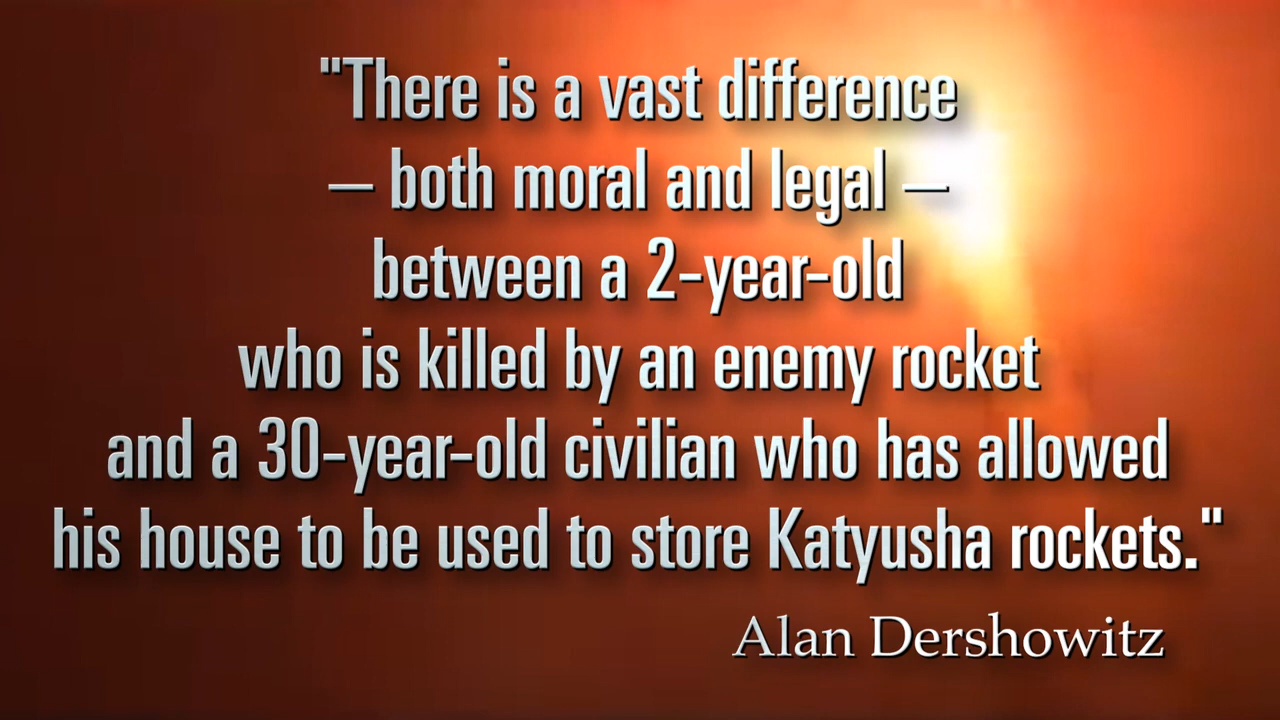 "There is a vast difference
– both moral and legal –
between a 2-year-old
who is killed by an enemy rocket
and a 30-year-old civilian who has allowed
his house to be used to store Katyusha rockets."
Alan Dershowitz